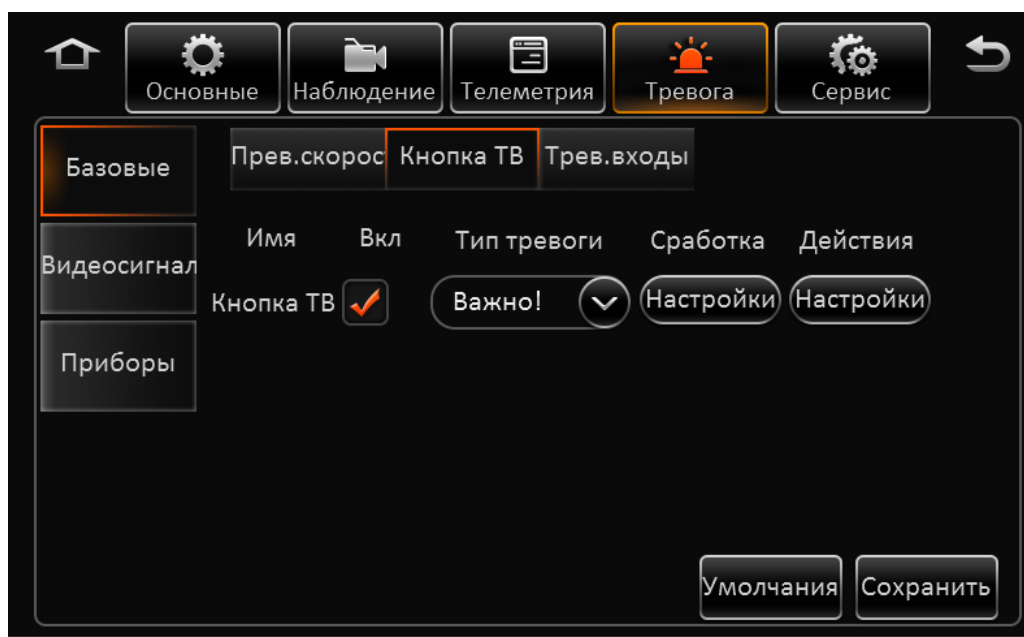 Основные Наблюдение Телеметрия Тревога Сервис
Базовые Прев.скорос Кнопка ТВ Трев.входы
Имя Вкл Тип тревоги Сработка Действия
Видеосигнал
Кнопка ТВ Важно! Настройки Настройки
Приборы
Умолчания Сохранить